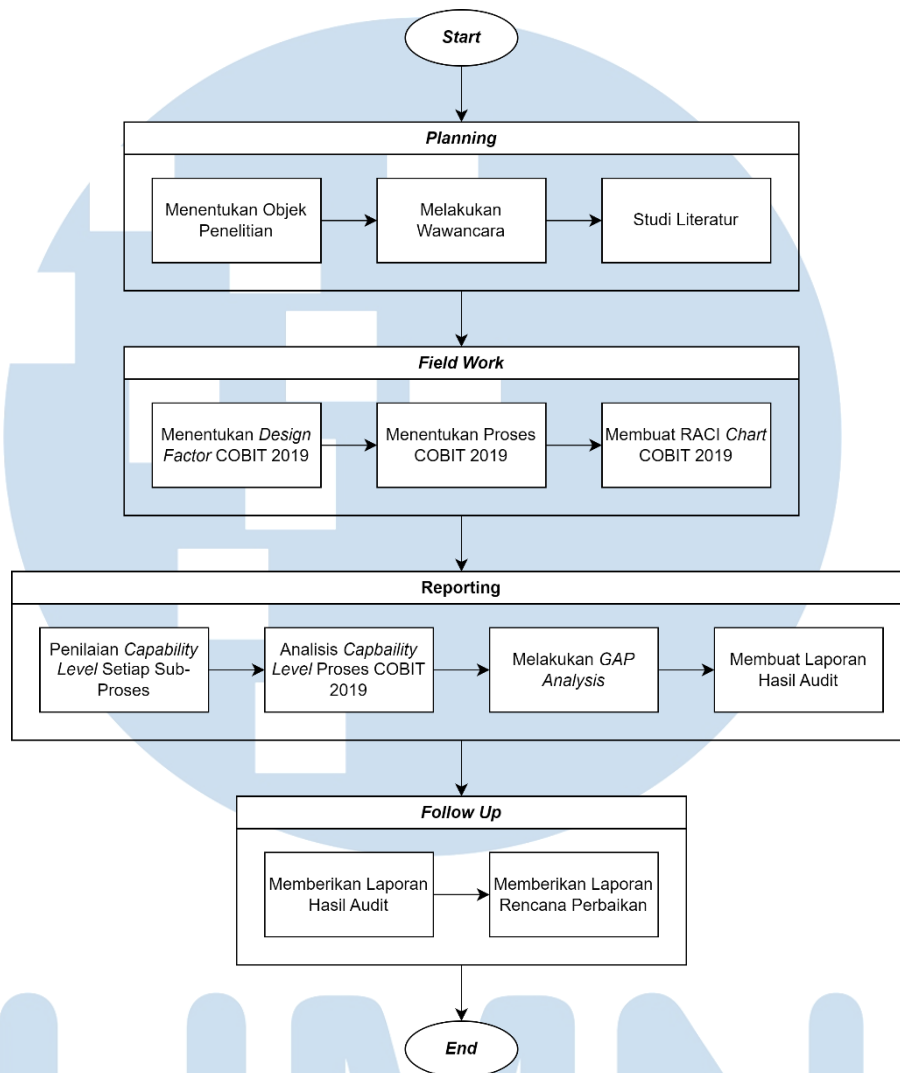 Start
Planning
Menentukan Objek
Penelitian
Melakukan
Wawancara
Studi Literatur
Field Work
Menentukan Design
Factor COBIT 2019
Menentukan Proses
COBIT 2019
Membuat RACI Chart
COBIT 2019
Reporting
Penilaian Capability
Level Setiap Sub-
Proses
Analisis Capbaility
Level Proses COBIT
2019
Melakukan GAP
Analysis
Membuat Laporan
Hasil Audit
Follow Up
Memberikan Laporan
Hasil Audit
Memberikan Laporan
Rencana Perbaikan
End